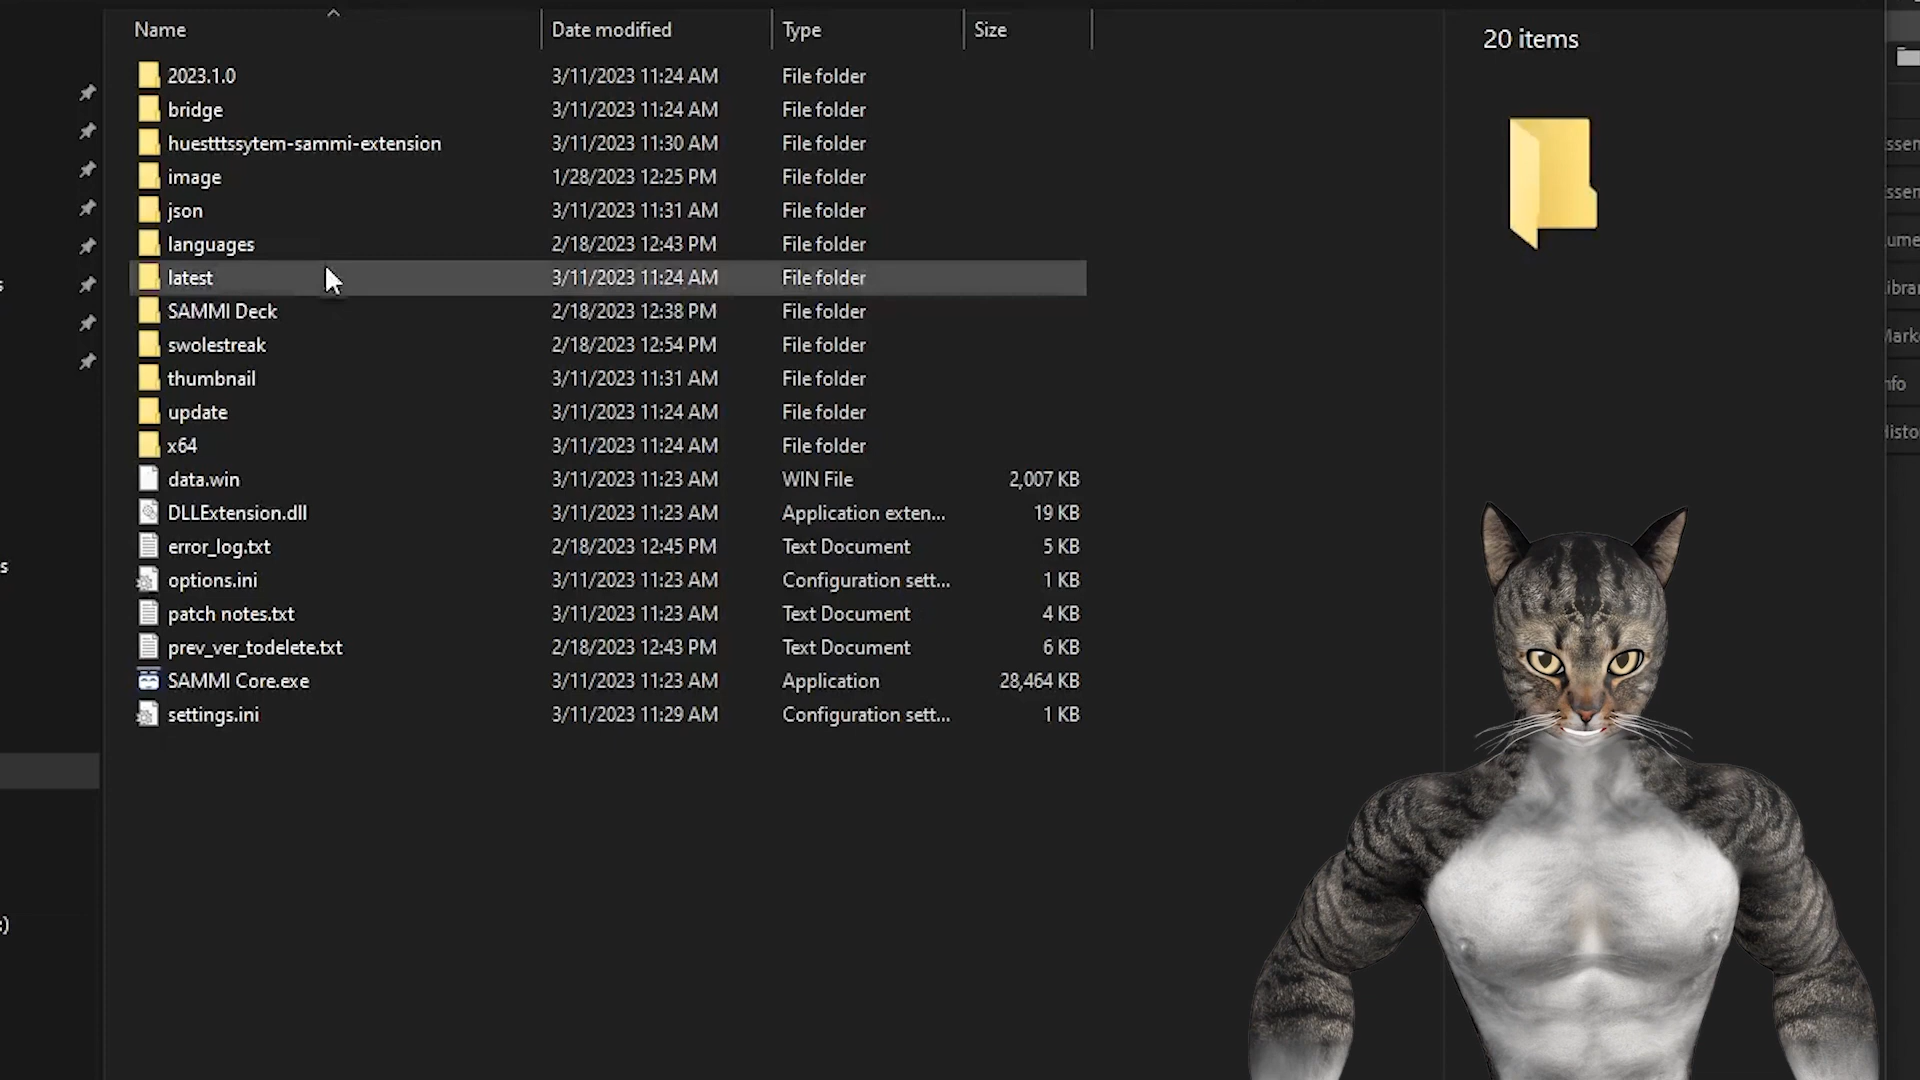 Name Date modified Type Size
20 items
2023.1.0 3/11/2023 11:24 AM File folder
bridge 3/11/2023 11:24 AM File folder
huestttssytem-sammi-extension 3/11/2023 11:30 AM File folder
image 1/28/2023 12:25 PM File folder
json 3/11/2023 11:31 AM File folder
languages 2/18/2023 12:43 PM File folder
latest 3/11/2023 11:24 AM File folder
SAMMI Deck 2/18/2023 12:38 PM File folder
swolestreak 2/18/2023 12:54 PM File folder
thumbnail 3/11/2023 11:31 AM File folder
update 3/11/2023 11:24 AM File folder
x64 3/11/2023 11:24 AM File folder
data.win 3/11/2023 11:23 AM WIN File 2,007 KB
DLLExtension.dll 3/11/2023 11:23 AM Application exten... 19 KB
error_log.txt 2/18/2023 12:45 PM Text Document 5 KB
options.ini 3/11/2023 11:23 AM Configuration sett... 1 KB
patch notes.txt 3/11/2023 11:23 AM Text Document 4 KB
prev_ver_todelete.txt 2/18/2023 12:43 PM Text Document 6 KB
SAMMI Core.exe 3/11/2023 11:23 AM Application 28,464 KB
settings.ini 3/11/2023 11:29 AM Configuration sett... 1 KB